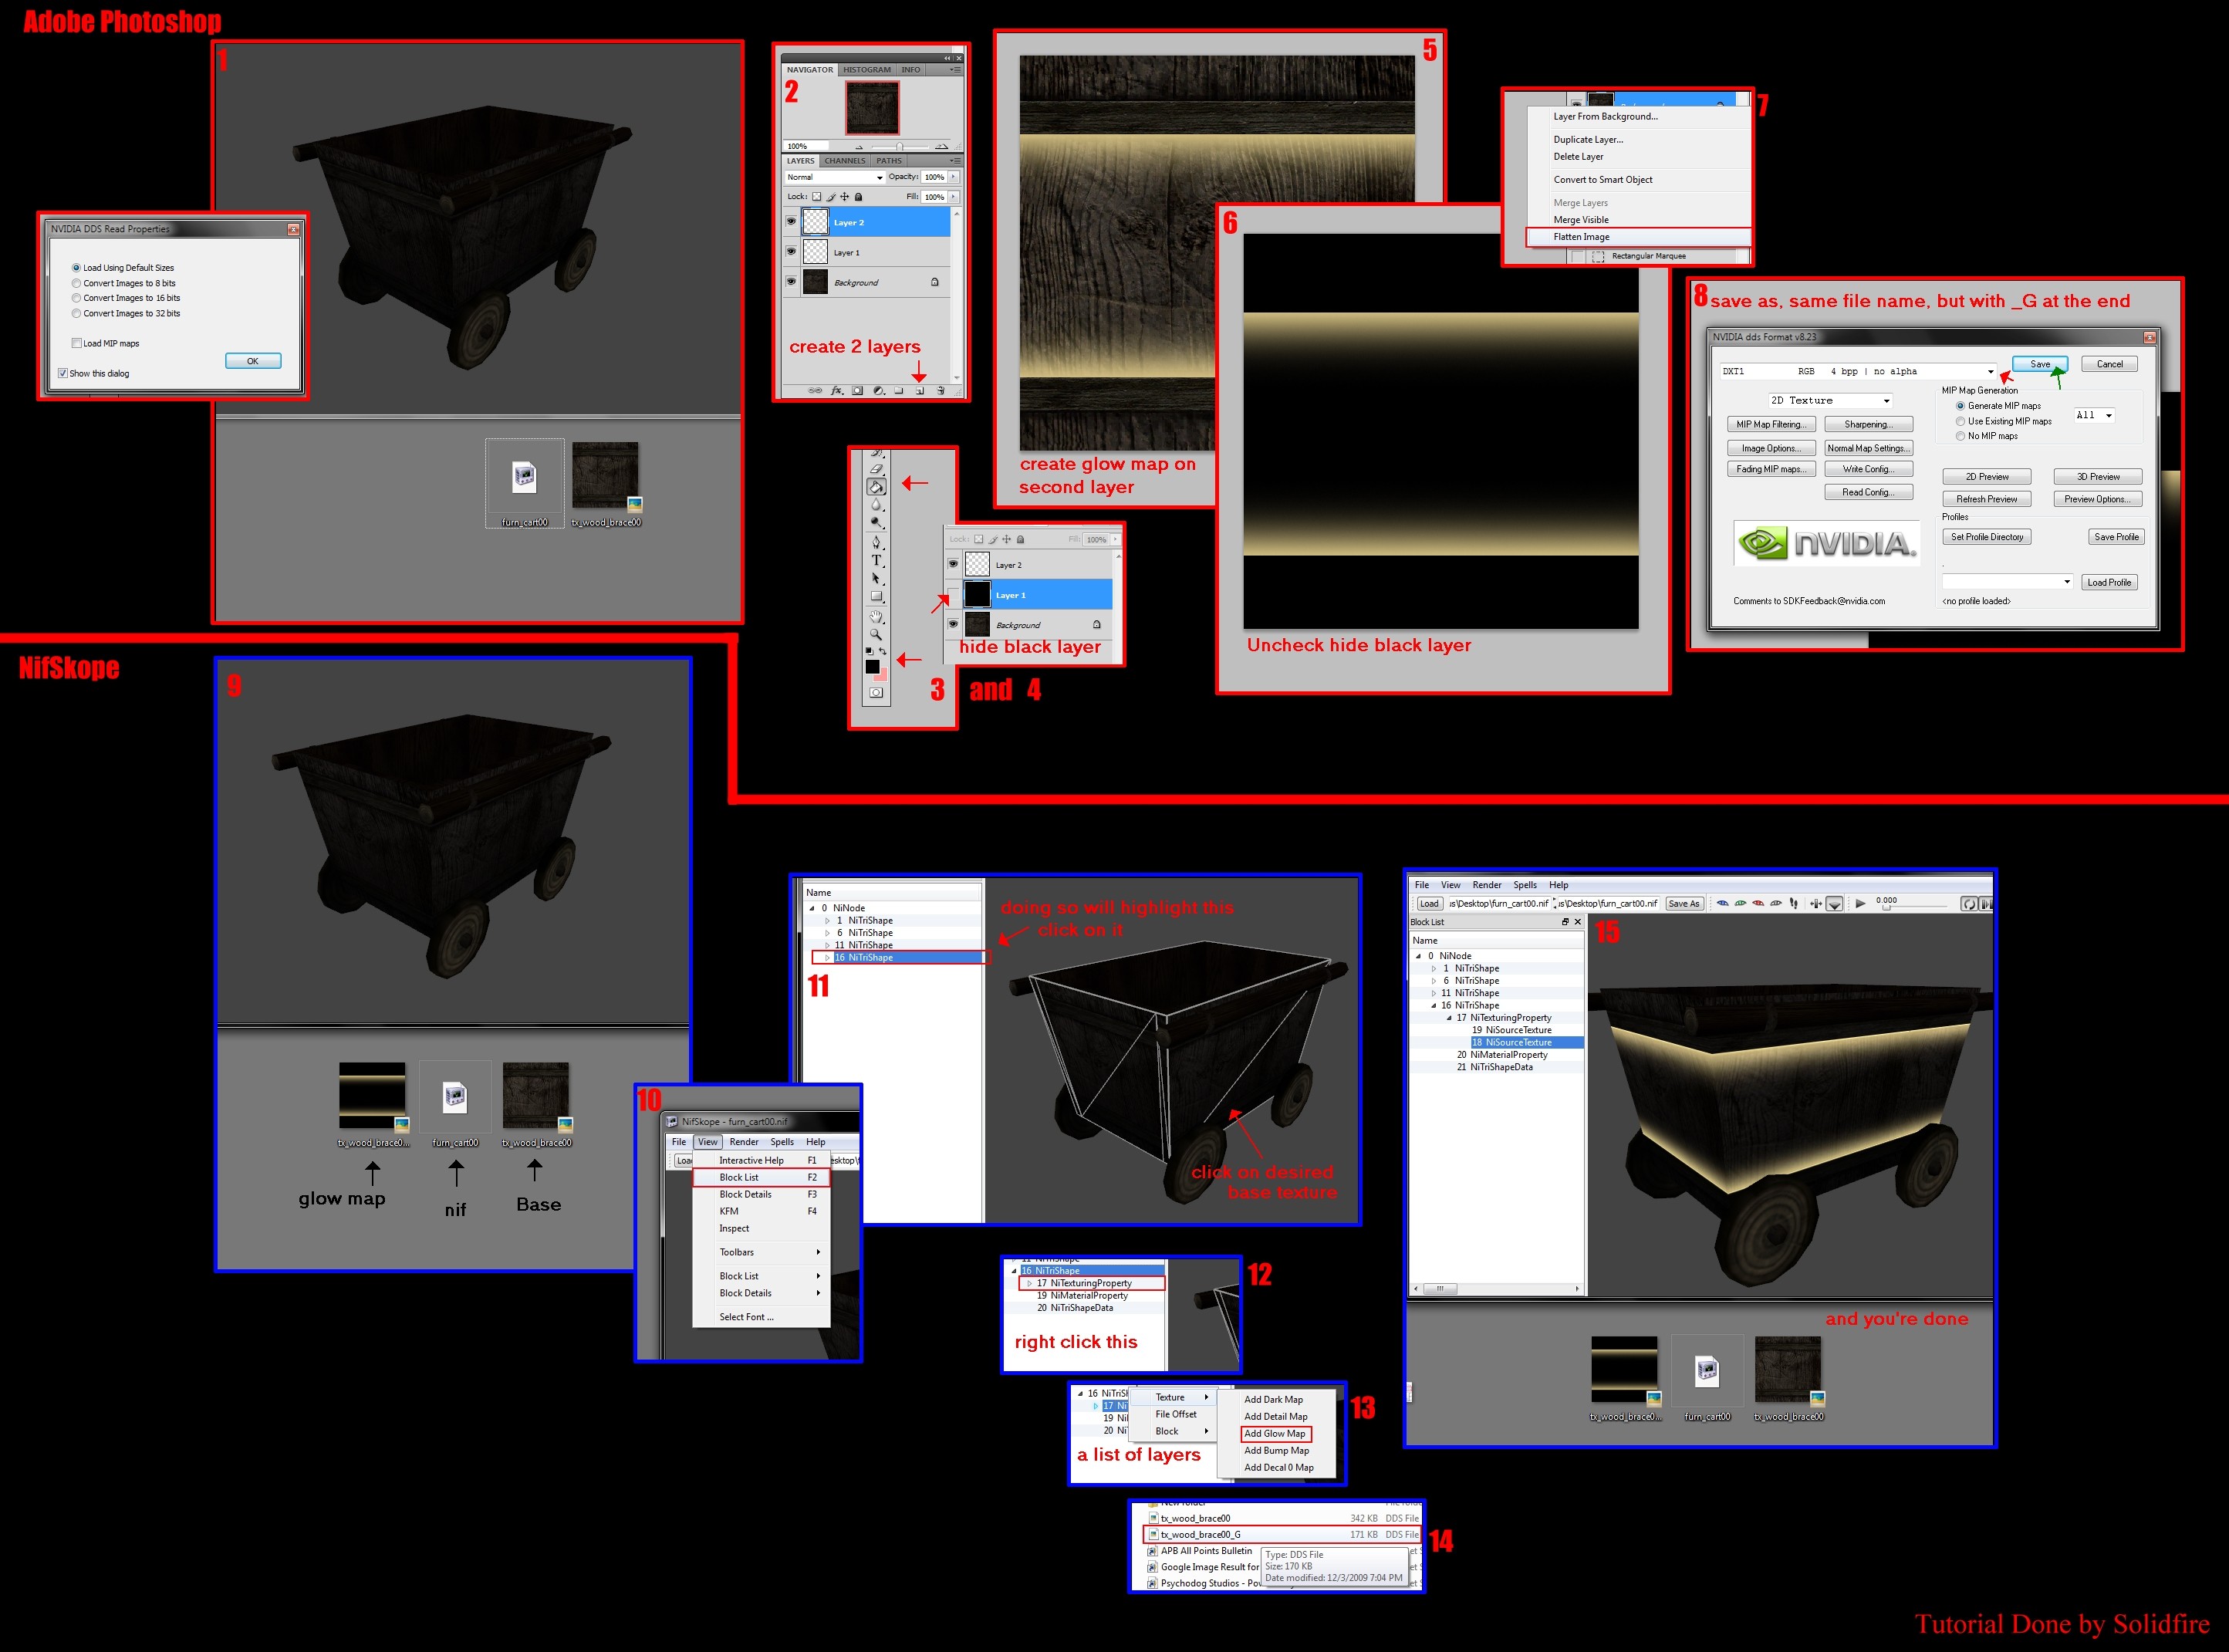 Adobe Photoshop
1
NVIDIA DDS Read Properties
Load Using Default Sizes
Convert Images to 8 bits
Convert Images to 16 bits
Convert Images to 32 bits
Load MIP maps
OK
Show this dialog
furn_cart00
tx_wood_brace00
2
NAVIGATOR HISTOGRAM INFO
100%
LAYERS CHANNELS PATHS
Normal Opacity: 100%
Lock: Fill: 100%
Layer 2
Layer 1
Background
create 2 layers
Lock: Fill: 100%
Layer 2
Layer 1
Background
hide black layer
3 and 4
5
create glow map on
second layer
6
Uncheck hide black layer
7
Layer From Background...
Duplicate Layer...
Delete Layer
Convert to Smart Object
Merge Layers
Merge Visible
Flatten Image
Rectangular Marquee
8 save as, same file name, but with _G at the end
NVIDIA dds Format v8.23
DXT1 RGB 4 bpp | no alpha
Save
Cancel
2D Texture
MIP Map Generation
Generate MIP maps
Use Existing MIP maps
No MIP maps
All
MIP Map Filtering...
Sharpening...
Image Options...
Normal Map Settings...
Fading MIP maps...
Write Config...
Read Config...
2D Preview
3D Preview
Refresh Preview
Preview Options...
Profiles
Set Profile Directory
Save Profile
Load Profile
<no profile loaded>
NVIDIA.
Comments to SDKFeedback@nvidia.com
NifSkope
9
tx_wood_brace0...
furn_cart00
tx_wood_brace00
glow map
nif
Base
10
NifSkope - furn_cart00.nif
File View Render Spells Help
Interactive Help F1
Block List F2
Block Details F3
KFM F4
Inspect
Toolbars
Block List
Block Details
Select Font ...
11
Name
0 NiNode
1 NiTriShape
6 NiTriShape
11 NiTriShape
16 NiTriShape
doing so will highlight this
click on it
click on desired
base texture
12
11 NiTriShape
16 NiTriShape
17 NiTexturingProperty
19 NiMaterialProperty
20 NiTriShapeData
right click this
13
16 NiTriSh
17 Ni
19 Ni
20 Ni
Texture
File Offset
Block
Add Dark Map
Add Detail Map
Add Glow Map
Add Bump Map
Add Decal 0 Map
a list of layers
14
New folder File folde
tx_wood_brace00 342 KB DDS File
tx_wood_brace00_G 171 KB DDS File
APB All Points Bulletin
Google Image Result for
Psychodog Studios - Pow
Type: DDS File
Size: 170 KB
Date modified: 12/3/2009 7:04 PM
15
File View Render Spells Help
Load ıs\Desktop\furn_cart00.nif ıs\Desktop\furn_cart00.nif Save As 0.000
Block List
Name
0 NiNode
1 NiTriShape
6 NiTriShape
11 NiTriShape
16 NiTriShape
17 NiTexturingProperty
19 NiSourceTexture
18 NiSourceTexture
20 NiMaterialProperty
21 NiTriShapeData
and you're done
tx_wood_brace0...
furn_cart00
tx_wood_brace00
Tutorial Done by Solidfire